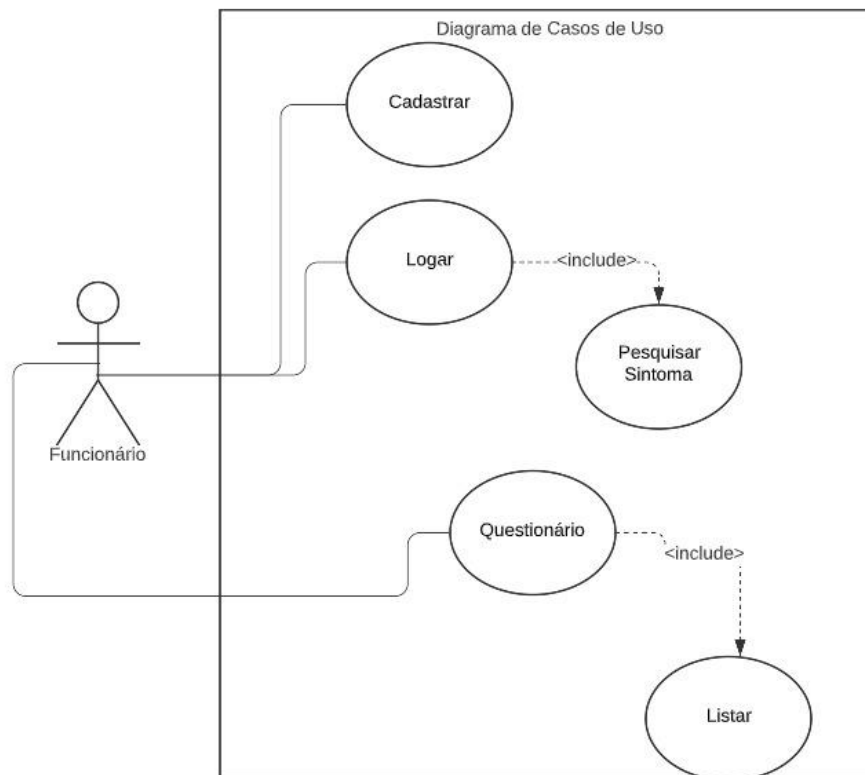 Diagrama de Casos de Uso
Cadastrar
Logar
<include>
Pesquisar
Sintoma
Funcionário
Questionário
<include>
Listar